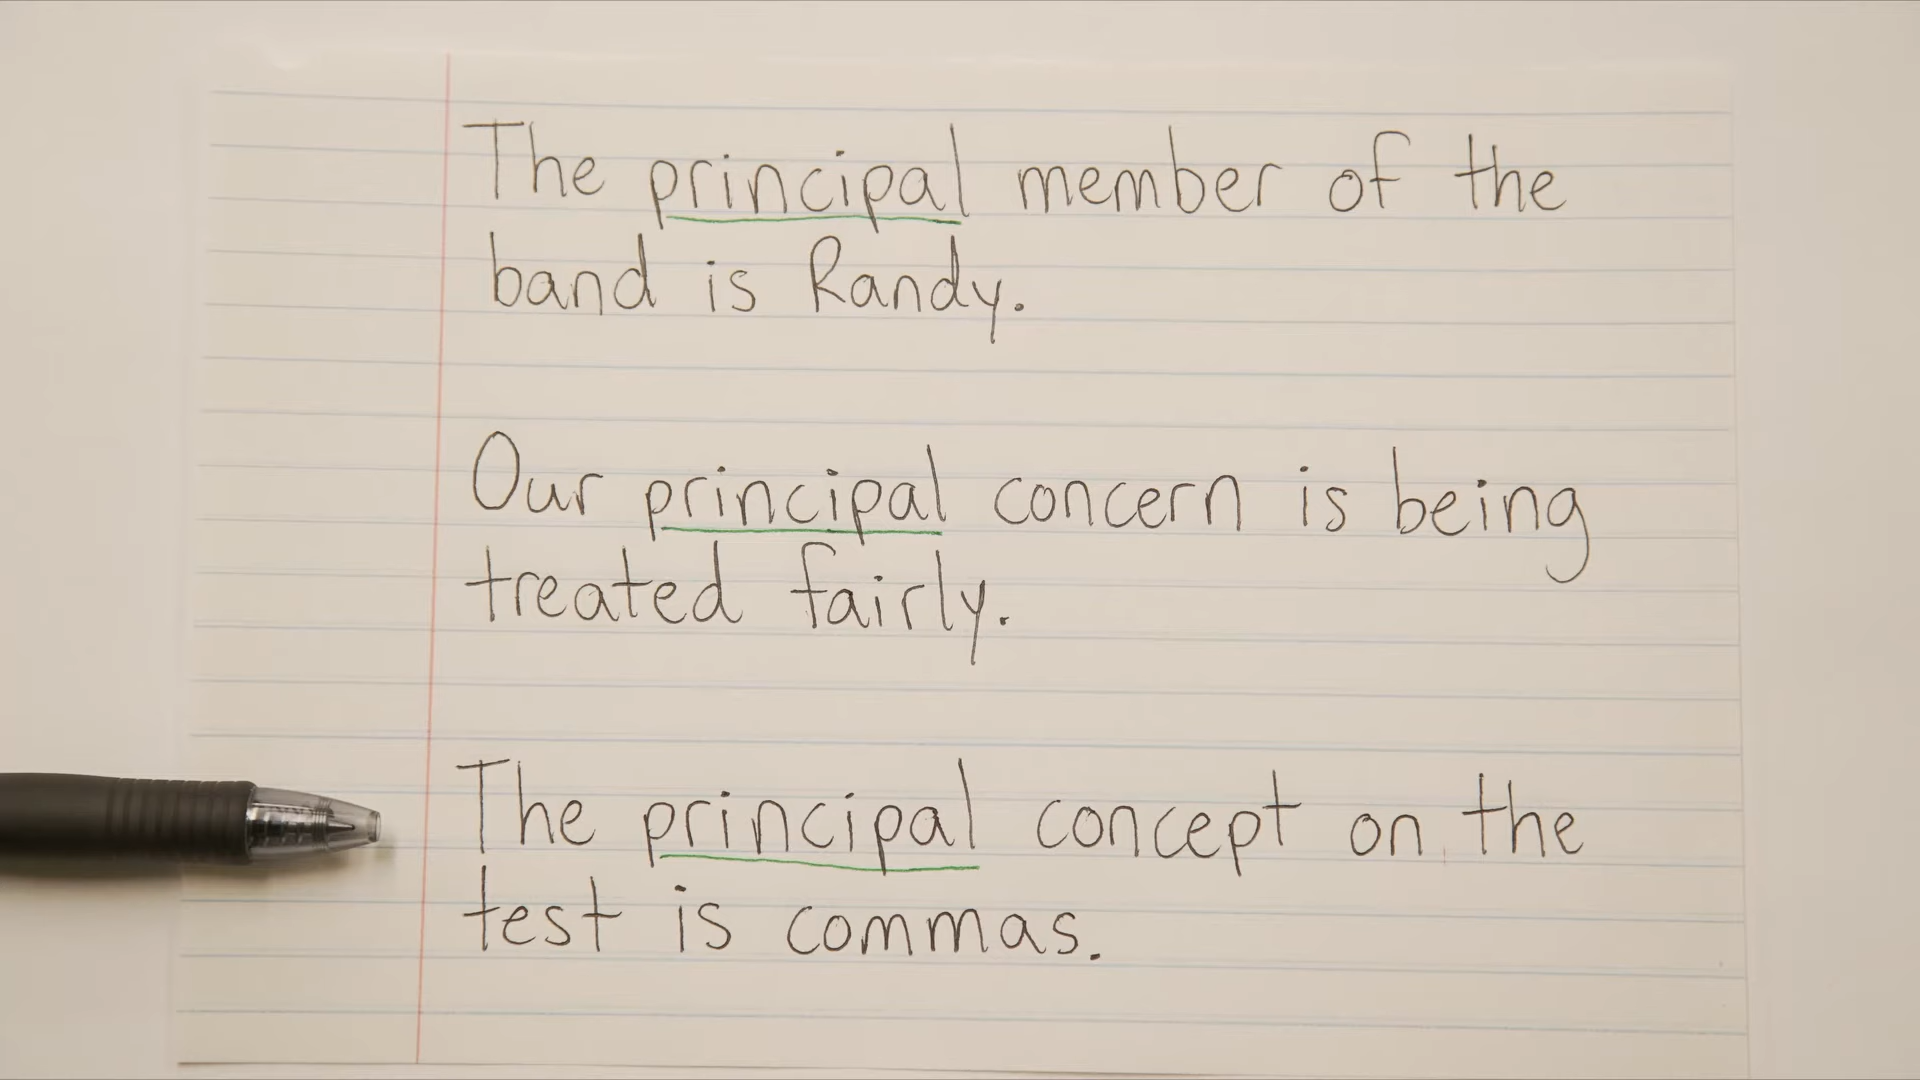 The principal member of the
band is Randy.
Our principal concern is being
treated fairly.
The principal concept on the
test is commas.